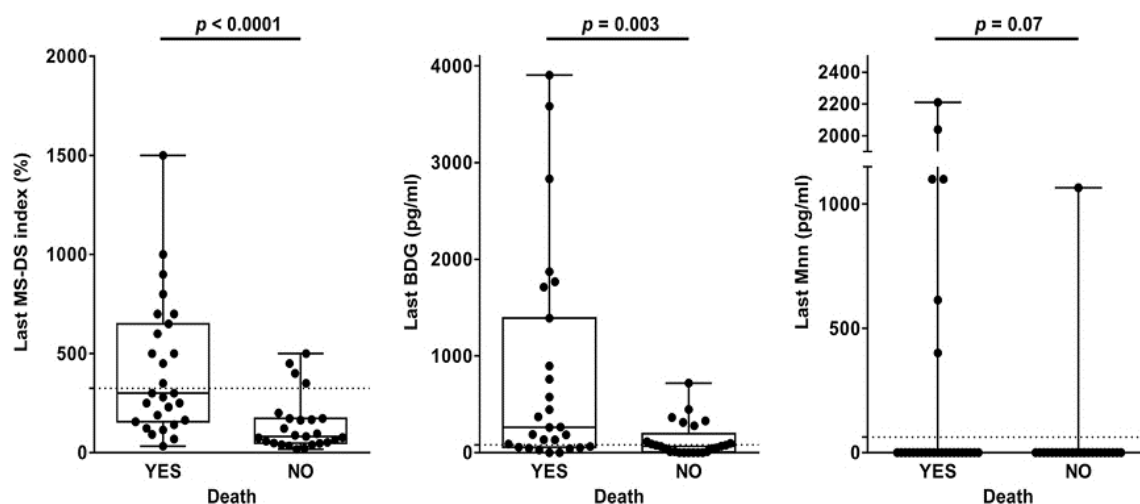 p < 0.0001
Last MS-DS index (%)
2000
1500
1000
500
0
YES
NO
Death
p = 0.003
Last BDG (pg/ml)
4000
3000
2000
1000
0
YES
NO
Death
p = 0.07
Last Mnn (pg/ml)
2400
2200
2000
1000
500
0
YES
NO
Death